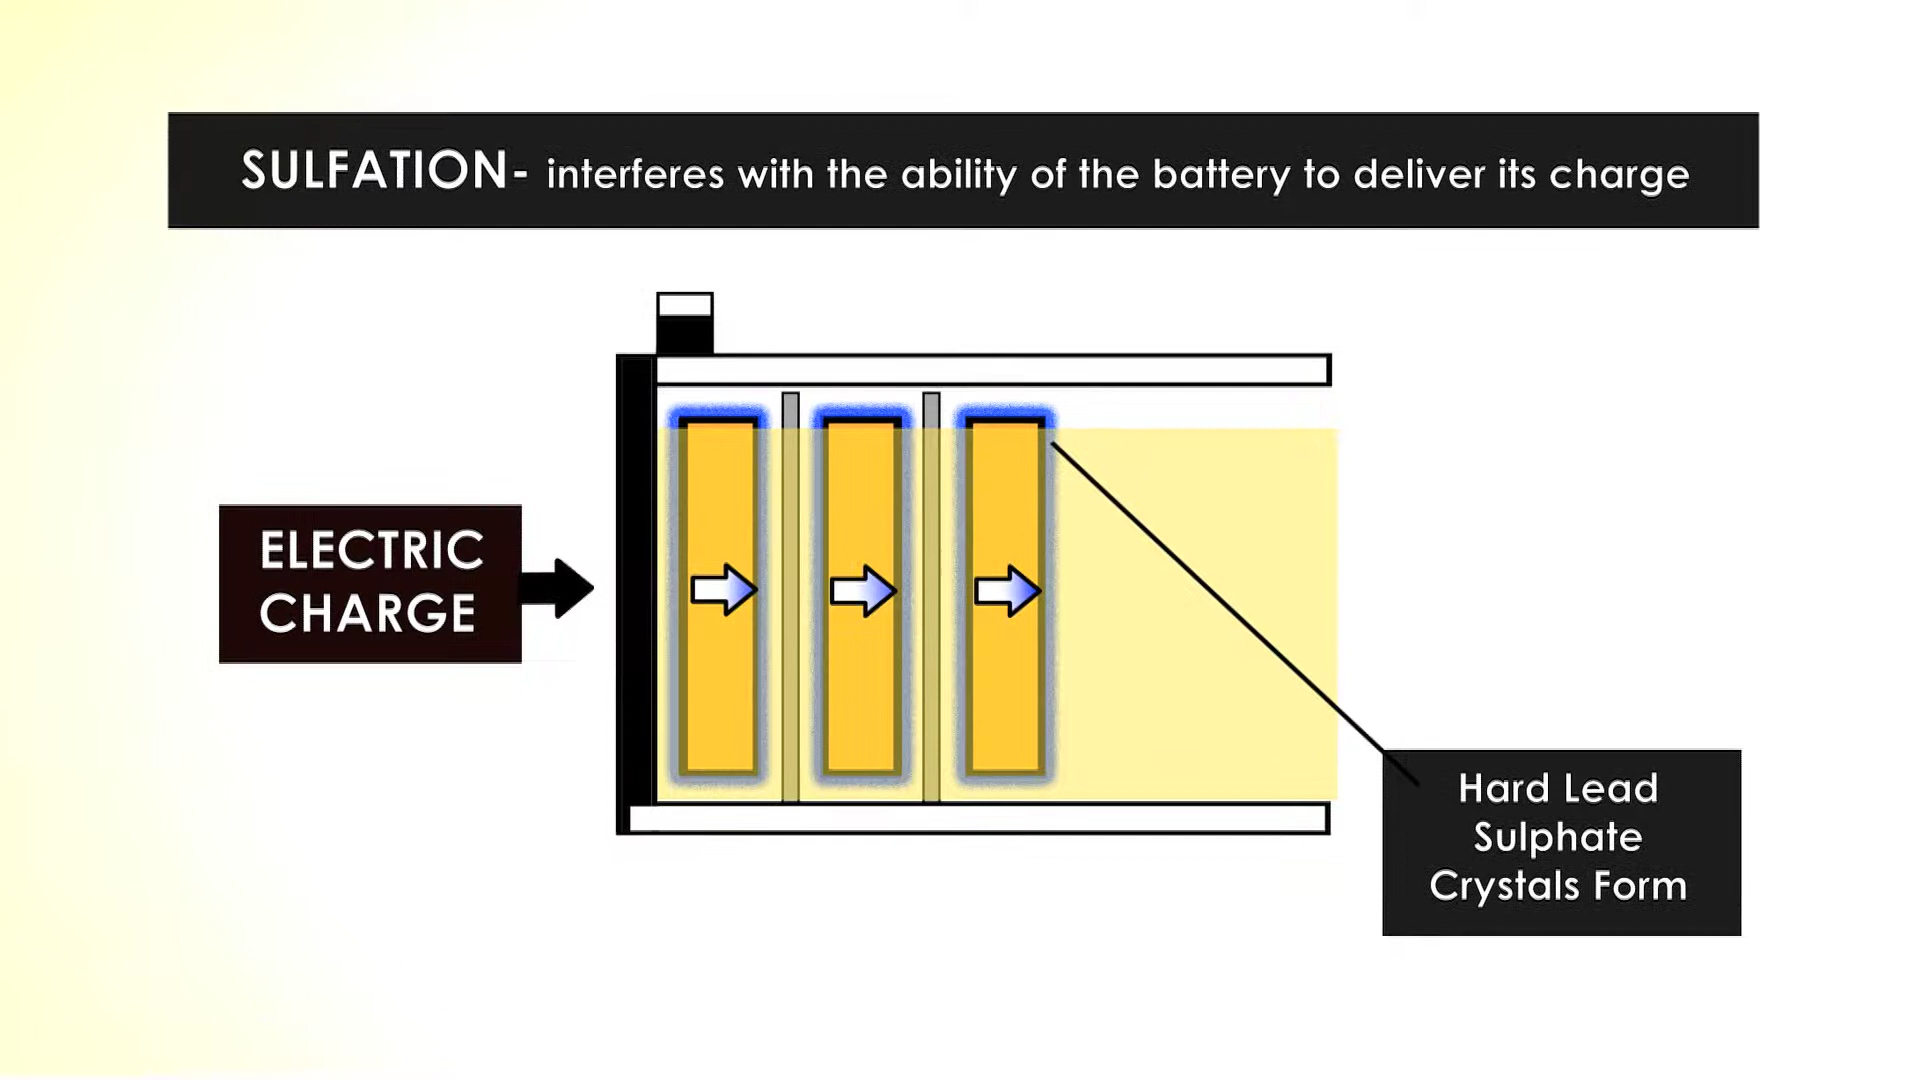 SULFATION- interferes with the ability of the battery to deliver its charge
ELECTRIC
CHARGE
Hard Lead
Sulphate
Crystals Form